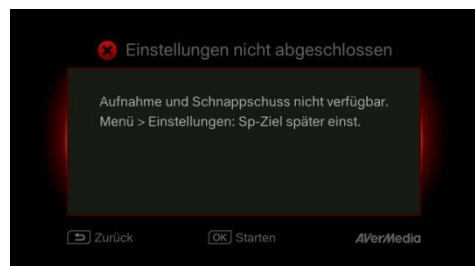 Einstellungen nicht abgeschlossen
Aufnahme und Schnappschuss nicht verfügbar.
Menü > Einstellungen: Sp-Ziel später einst.
Zurück OK Starten AVerMedia